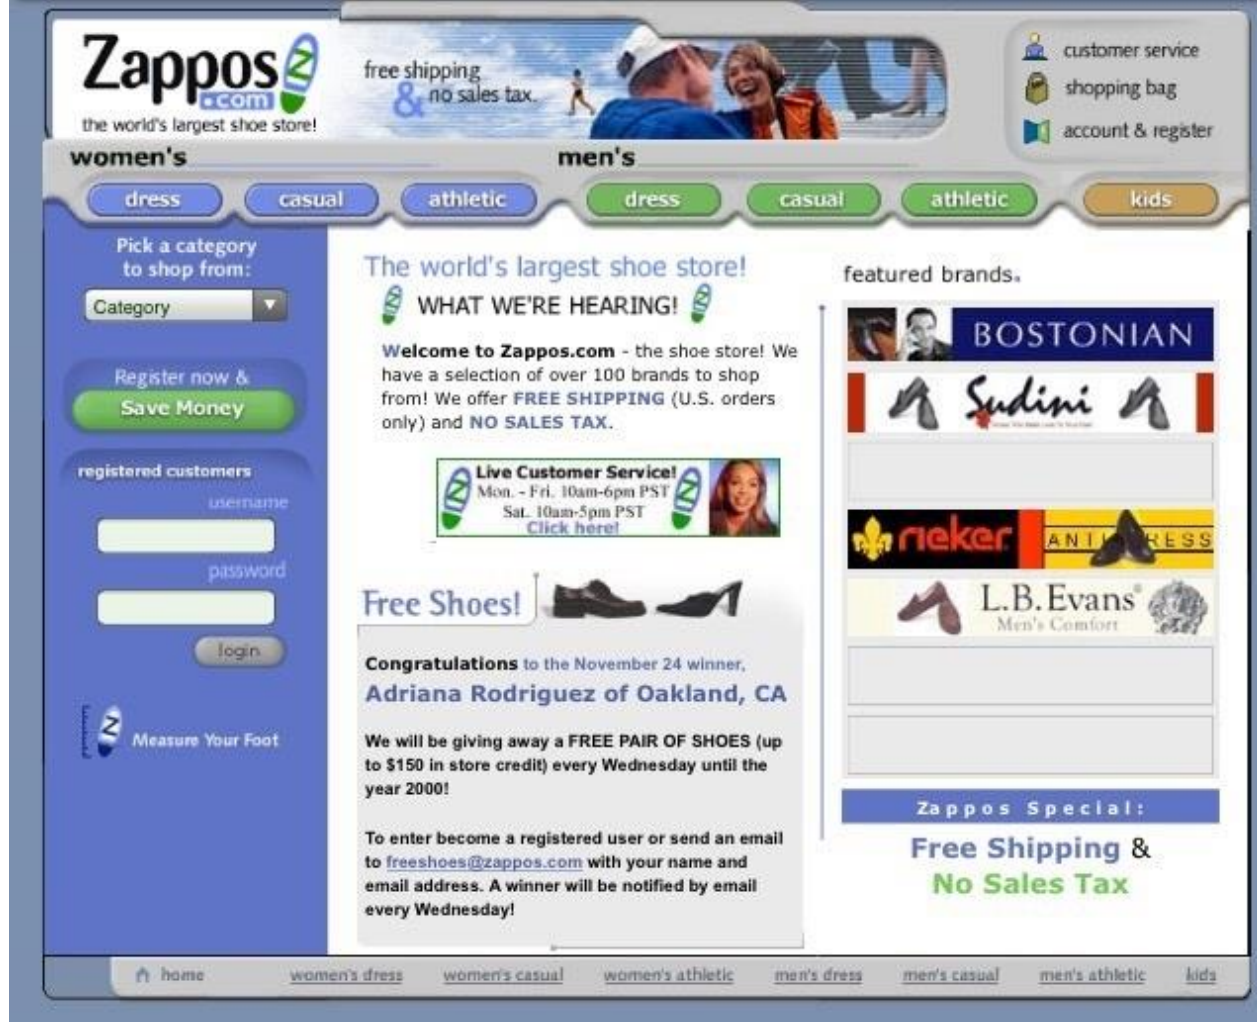 Zappos
.com
the world's largest shoe store!
free shipping
& no sales tax.
customer service
shopping bag
account & register
women's
men's
dress
casual
athletic
dress
casual
athletic
kids
Pick a category
to shop from:
Category
Register now &
Save Money
registered customers
username
password
login
Measure Your Foot
The world's largest shoe store!
WHAT WE'RE HEARING!
Welcome to Zappos.com - the shoe store! We
have a selection of over 100 brands to shop
from! We offer FREE SHIPPING (U.S. orders
only) and NO SALES TAX.
Live Customer Service!
Mon. - Fri. 10am-6pm PST
Sat. 10am-5pm PST
Click here!
Free Shoes!
Congratulations to the November 24 winner,
Adriana Rodriguez of Oakland, CA
We will be giving away a FREE PAIR OF SHOES (up
to $150 in store credit) every Wednesday until the
year 2000!
To enter become a registered user or send an email
to freeshoes@zappos.com with your name and
email address. A winner will be notified by email
every Wednesday!
featured brands.
BOSTONIAN
Sudini
rieker
L.B.Evans
Men's Comfort
Zappos Special:
Free Shipping &
No Sales Tax
home
women's dress
women's casual
women's athletic
men's dress
men's casual
men's athletic
kids